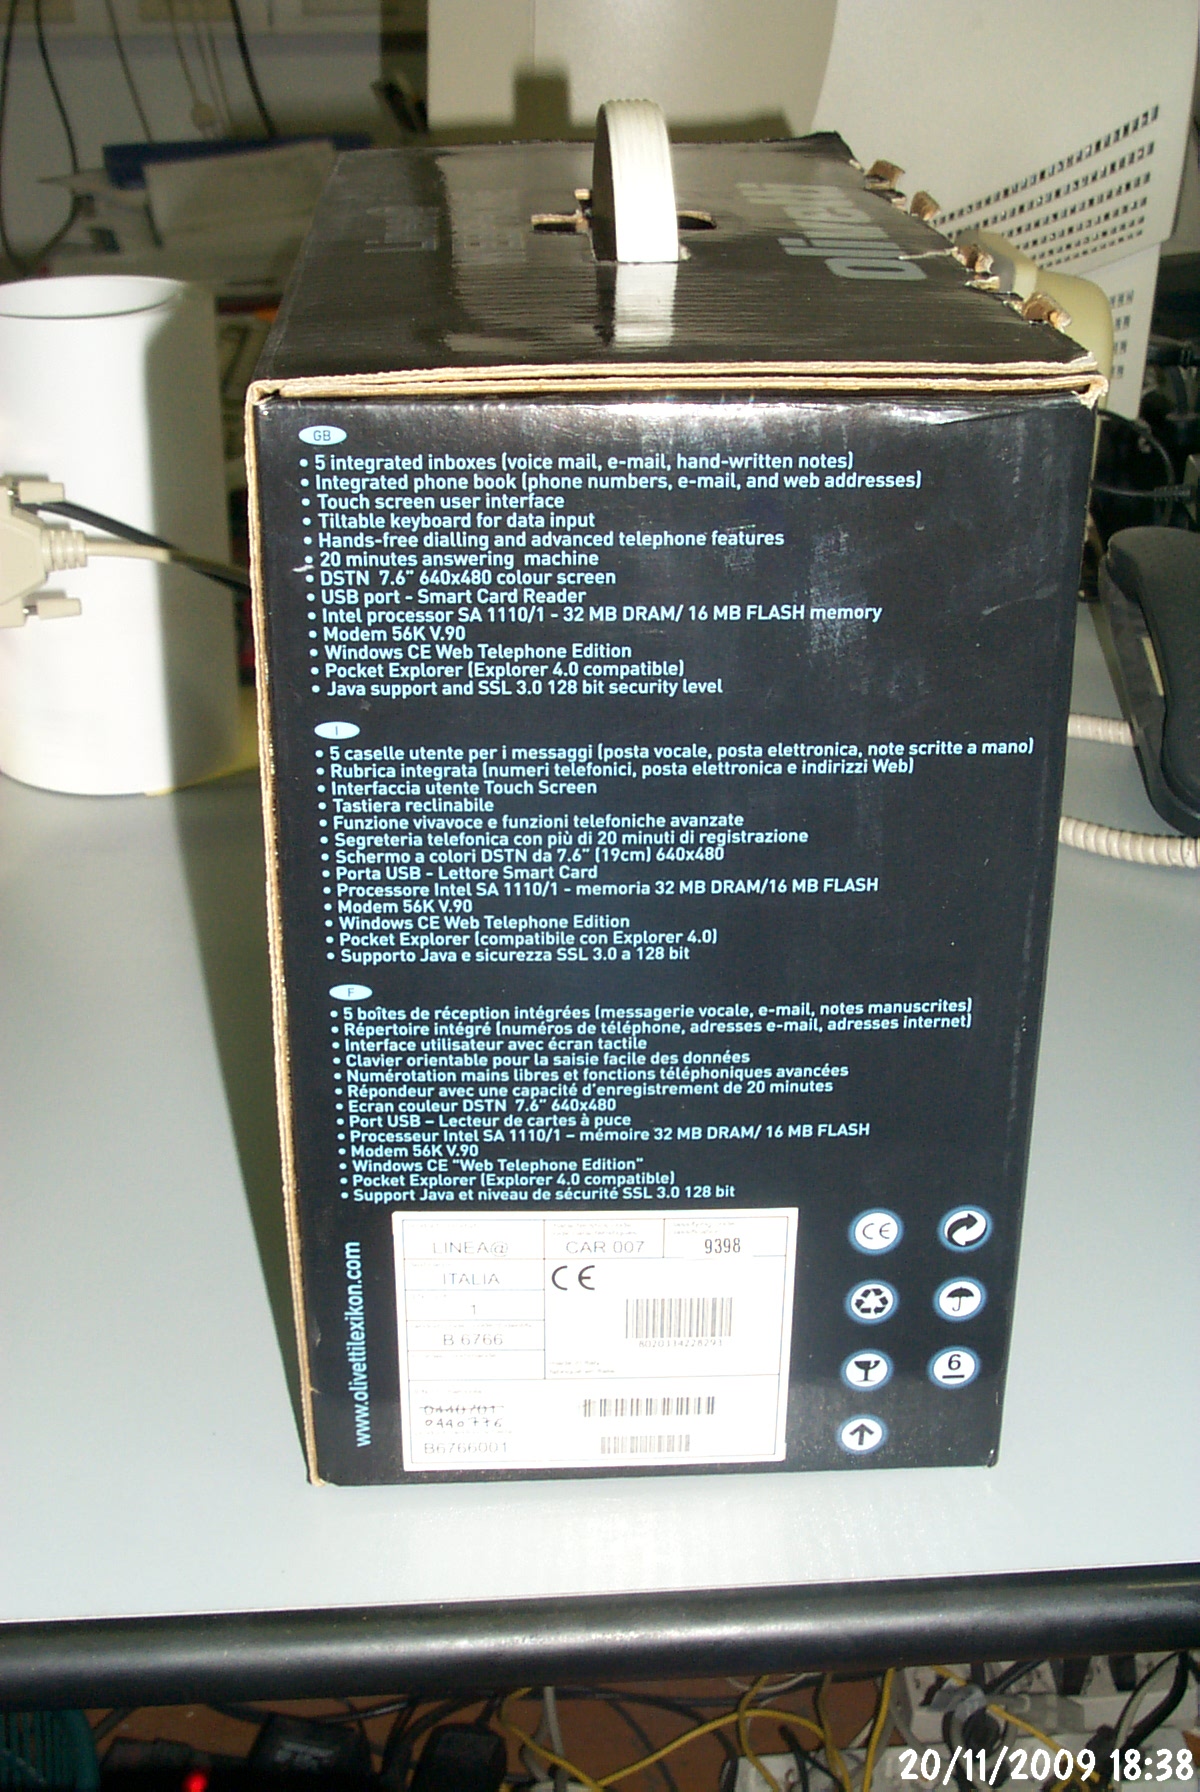 olivetti
GB
• 5 integrated inboxes (voice mail, e-mail, hand-written notes)
• Integrated phone book (phone numbers, e-mail, and web addresses)
• Touch screen user interface
• Tiltable keyboard for data input
• Hands-free dialling and advanced telephone features
• 20 minutes answering machine
• DSTN 7.6" 640x480 colour screen
• USB port - Smart Card Reader
• Intel processor SA 1110/1 - 32 MB DRAM/ 16 MB FLASH memory
• Modem 56K V.90
• Windows CE Web Telephone Edition
• Pocket Explorer (Explorer 4.0 compatible)
• Java support and SSL 3.0 128 bit security level
I
• 5 caselle utente per i messaggi (posta vocale, posta elettronica, note scritte a mano)
• Rubrica integrata (numeri telefonici, posta elettronica e indirizzi Web)
• Interfaccia utente Touch Screen
• Tastiera reclinabile
• Funzione vivavoce e funzioni telefoniche avanzate
• Segreteria telefonica con più di 20 minuti di registrazione
• Schermo a colori DSTN da 7.6" (19cm) 640x480
• Porta USB - Lettore Smart Card
• Processore Intel SA 1110/1 - memoria 32 MB DRAM/16 MB FLASH
• Modem 56K V.90
• Windows CE Web Telephone Edition
• Pocket Explorer (compatibile con Explorer 4.0)
• Supporto Java e sicurezza SSL 3.0 a 128 bit
F
• 5 boîtes de réception intégrées (messagerie vocale, e-mail, notes manuscrites)
• Répertoire intégré (numéros de téléphone, adresses e-mail, adresses internet)
• Interface utilisateur avec écran tactile
• Clavier orientable pour la saisie facile des données
• Numérotation mains libres et fonctions téléphoniques avancées
• Répondeur avec une capacité d'enregistrement de 20 minutes
• Ecran couleur DSTN 7.6" 640x480
• Port USB – Lecteur de cartes à puce
• Processeur Intel SA 1110/1 – mémoire 32 MB DRAM/ 16 MB FLASH
• Modem 56K V.90
• Windows CE "Web Telephone Edition"
• Pocket Explorer (Explorer 4.0 compatible)
• Support Java et niveau de sécurité SSL 3.0 128 bit
www.olivettilexikon.com
LINEA@
CAR 007
9398
ITALIA
CE
1
B 6766
8020334228293
0440701
0440776
B6766001
CE
6
20/11/2009 18:38